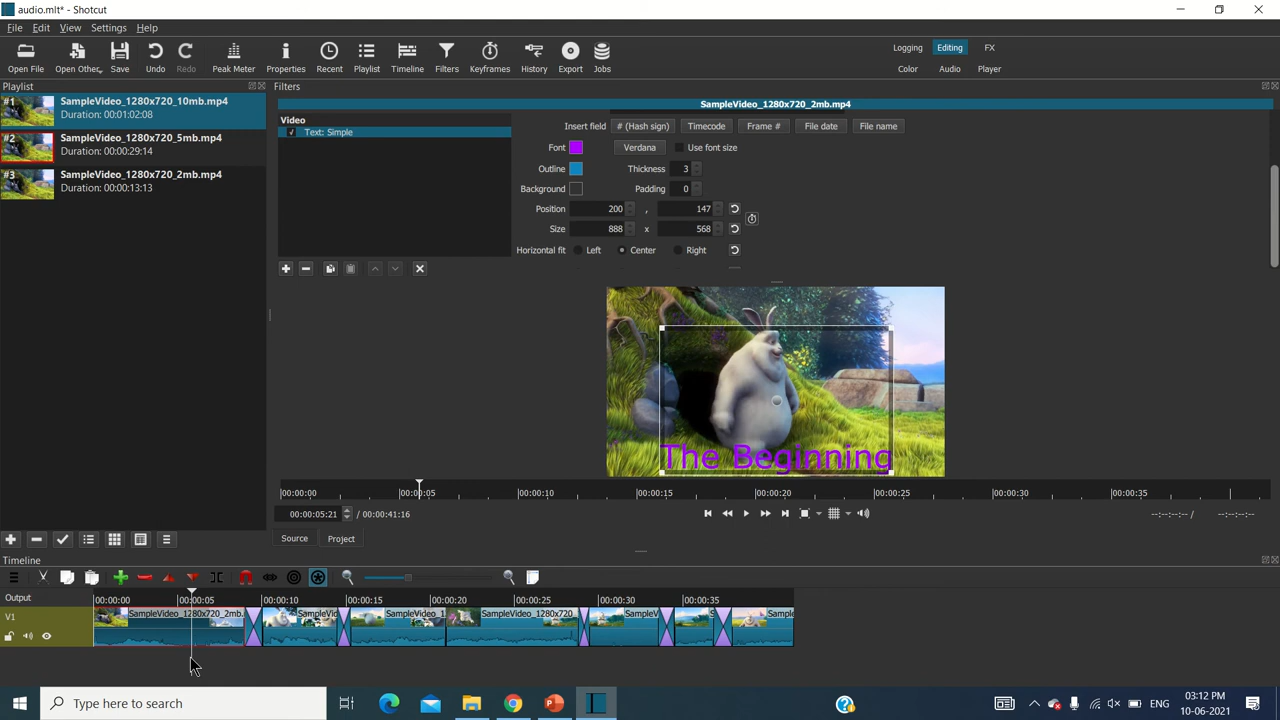 audio.mlt* - Shotcut
File Edit View Settings Help
Open File Open Other.. Save Undo Redo Peak Meter Properties Recent Playlist Timeline Filters Keyframes History Export Jobs
Logging Editing FX
Color Audio Player
Playlist
Filters
#1 SampleVideo_1280x720_10mb.mp4
Duration: 00:01:02:08
#2 SampleVideo_1280x720_5mb.mp4
Duration: 00:00:29:14
#3 SampleVideo_1280x720_2mb.mp4
Duration: 00:00:13:13
SampleVideo_1280x720_2mb.mp4
Video
Text: Simple
Insert field # (Hash sign) Timecode Frame # File date File name
Font Verdana Use font size
Outline Thickness 3
Background Padding 0
Position 200 , 147
Size 888 x 568
Horizontal fit Left Center Right
The Beginning
00:00:00 00:00:05 00:00:10 00:00:15 00:00:20 00:00:25 00:00:30 00:00:35
00:00:05:21 / 00:00:41:16
--:--:--:-- / --:--:--:--
Source Project
Timeline
Output
00:00:00 00:00:05 00:00:10 00:00:15 00:00:20 00:00:25 00:00:30 00:00:35
V1
SampleVideo_1280x720_2mb. SampleVid SampleVideo_1 SampleVideo_1280x720 SampleV Sample
Type here to search
ENG
03:12 PM
10-06-2021